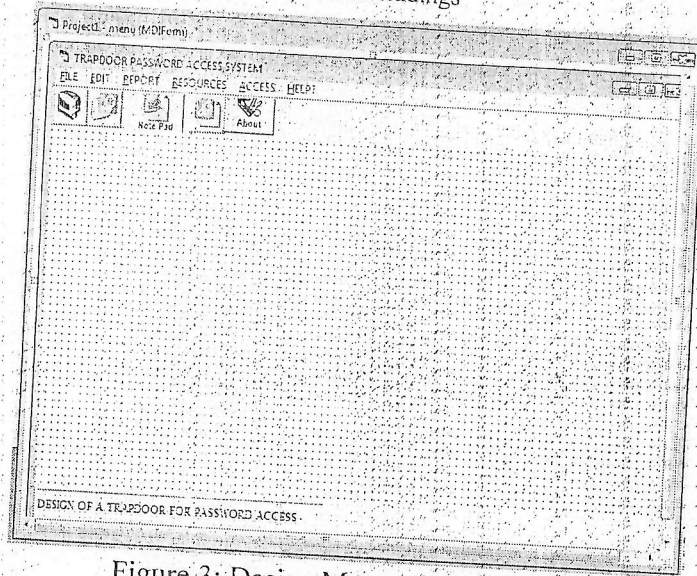 Project1 - menu (MDIForm)
TRAPDOOR PASSWORD ACCESS SYSTEM
FILE EDIT REPORT RESOURCES ACCESS HELP?
Note Pad About
DESIGN OF A TRAPDOOR FOR PASSWORD ACCESS
Figure 3: Design